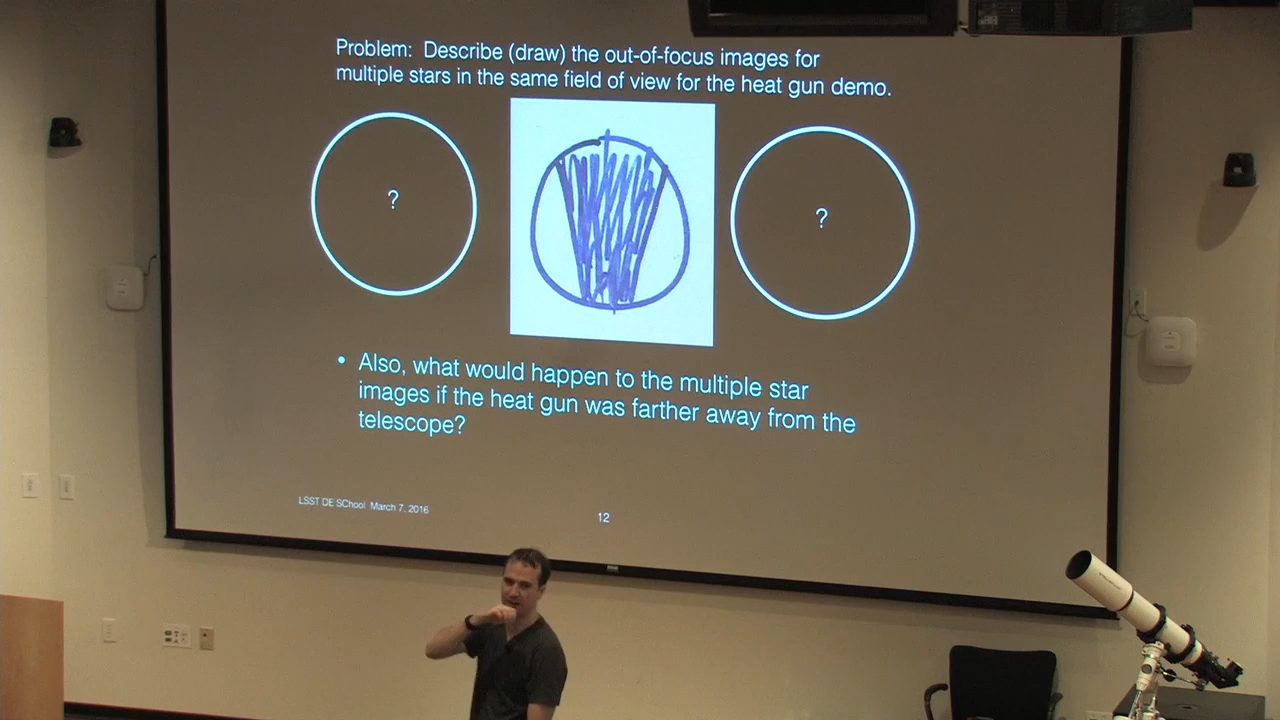 Problem: Describe (draw) the out-of-focus images for
multiple stars in the same field of view for the heat gun demo.
?
?
• Also, what would happen to the multiple star
images if the heat gun was farther away from the
telescope?
LSST DE SChool March 7, 2016
12